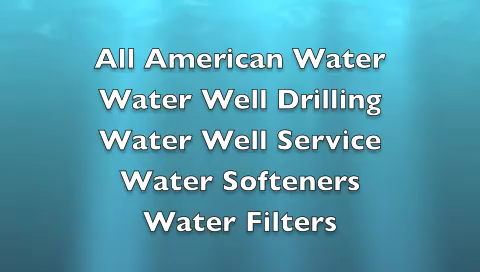 All American Water
Water Well Drilling
Water Well Service
Water Softeners
Water Filters